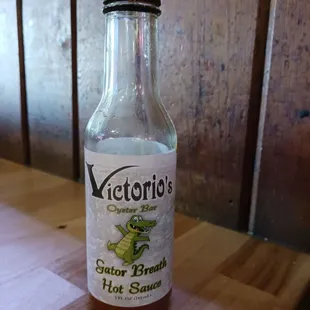 Victorio's
Oyster Bar
Gator Breath
Hot Sauce